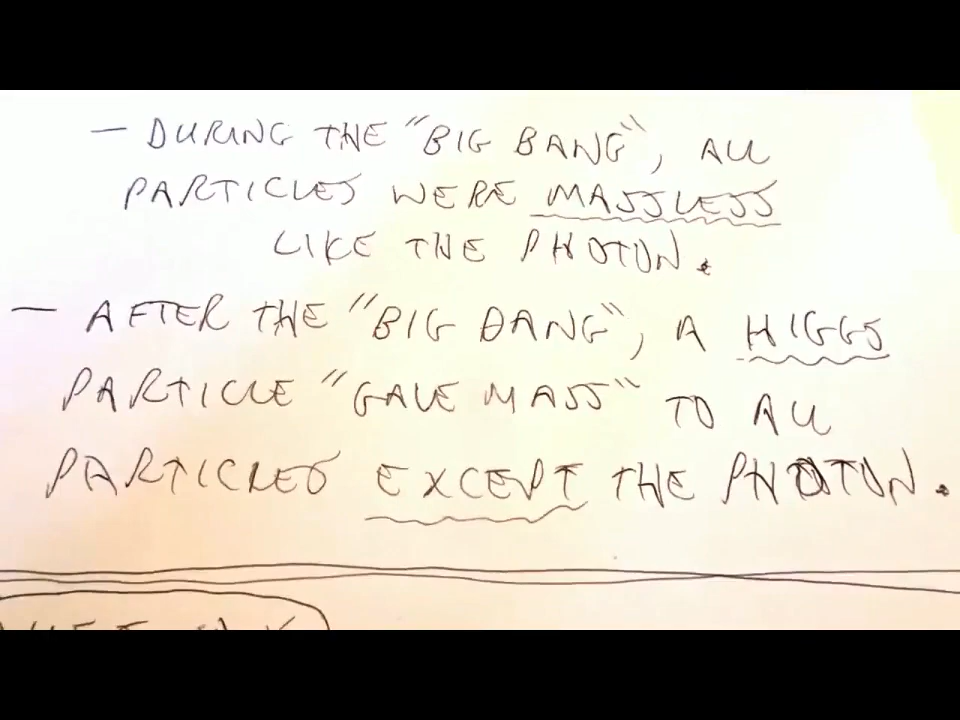 — DURING THE "BIG BANG", ALL
PARTICLES WERE MASSLESS
LIKE THE PHOTON.
— AFTER THE "BIG BANG", A HIGGS
PARTICLE "GAVE MASS" TO ALL
PARTICLES EXCEPT THE PHOTON.